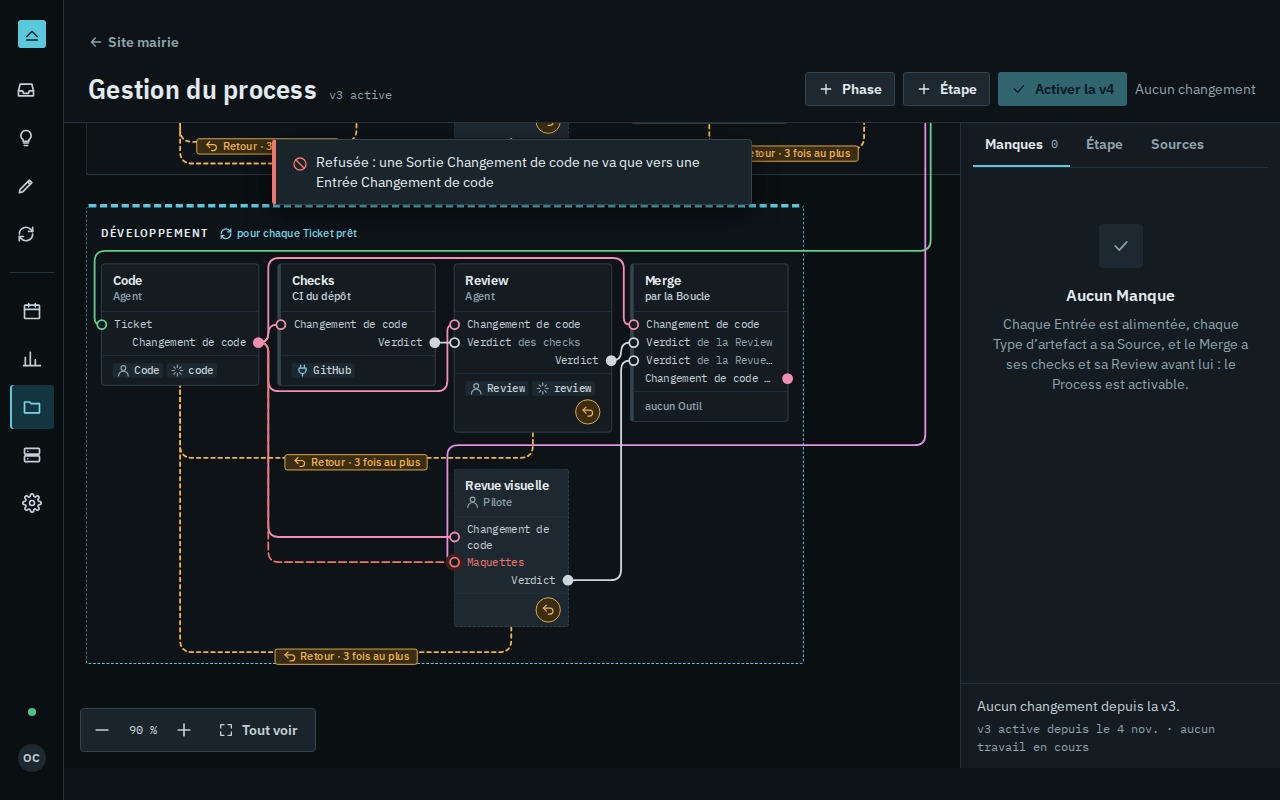 Site mairie
Gestion du process v3 active
Phase
Étape
Activer la v4
Aucun changement
Retour · 3
etour · 3 fois au plus
Refusée : une Sortie Changement de code ne va que vers une
Entrée Changement de code
Manques 0
Étape
Sources
DÉVELOPPEMENT pour chaque Ticket prêt
Code
Agent
Ticket
Changement de code
Code code
Checks
CI du dépôt
Changement de code
Verdict
GitHub
Review
Agent
Changement de code
Verdict des checks
Verdict
Review review
Merge
par la Boucle
Changement de code
Verdict de la Review
Verdict de la Revue…
Changement de code …
aucun Outil
Retour · 3 fois au plus
Revue visuelle
Pilote
Changement de
code
Maquettes
Verdict
Retour · 3 fois au plus
Aucun Manque
Chaque Entrée est alimentée, chaque
Type d’artefact a sa Source, et le Merge a
ses checks et sa Review avant lui : le
Process est activable.
90 %
Tout voir
Aucun changement depuis la v3.
v3 active depuis le 4 nov. · aucun
travail en cours
OC